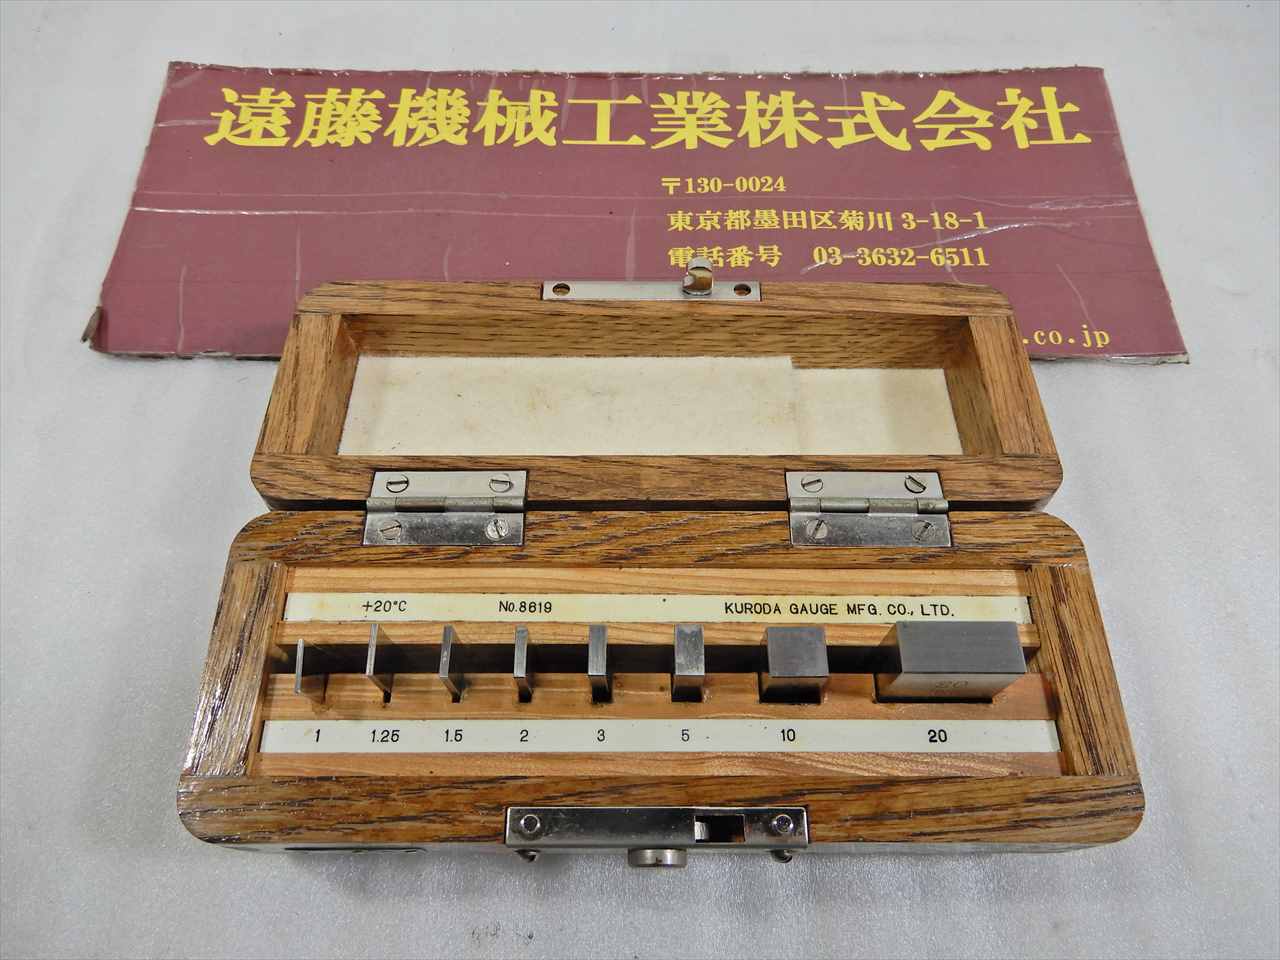 遠藤機械工業株式会社
〒130-0024
東京都墨田区菊川 3-18-1
電話番号 03-3632-6511
.co.jp
+20°C No.8619 KURODA GAUGE MFG. CO., LTD.
20
1 1.25 1.5 2 3 5 10 20